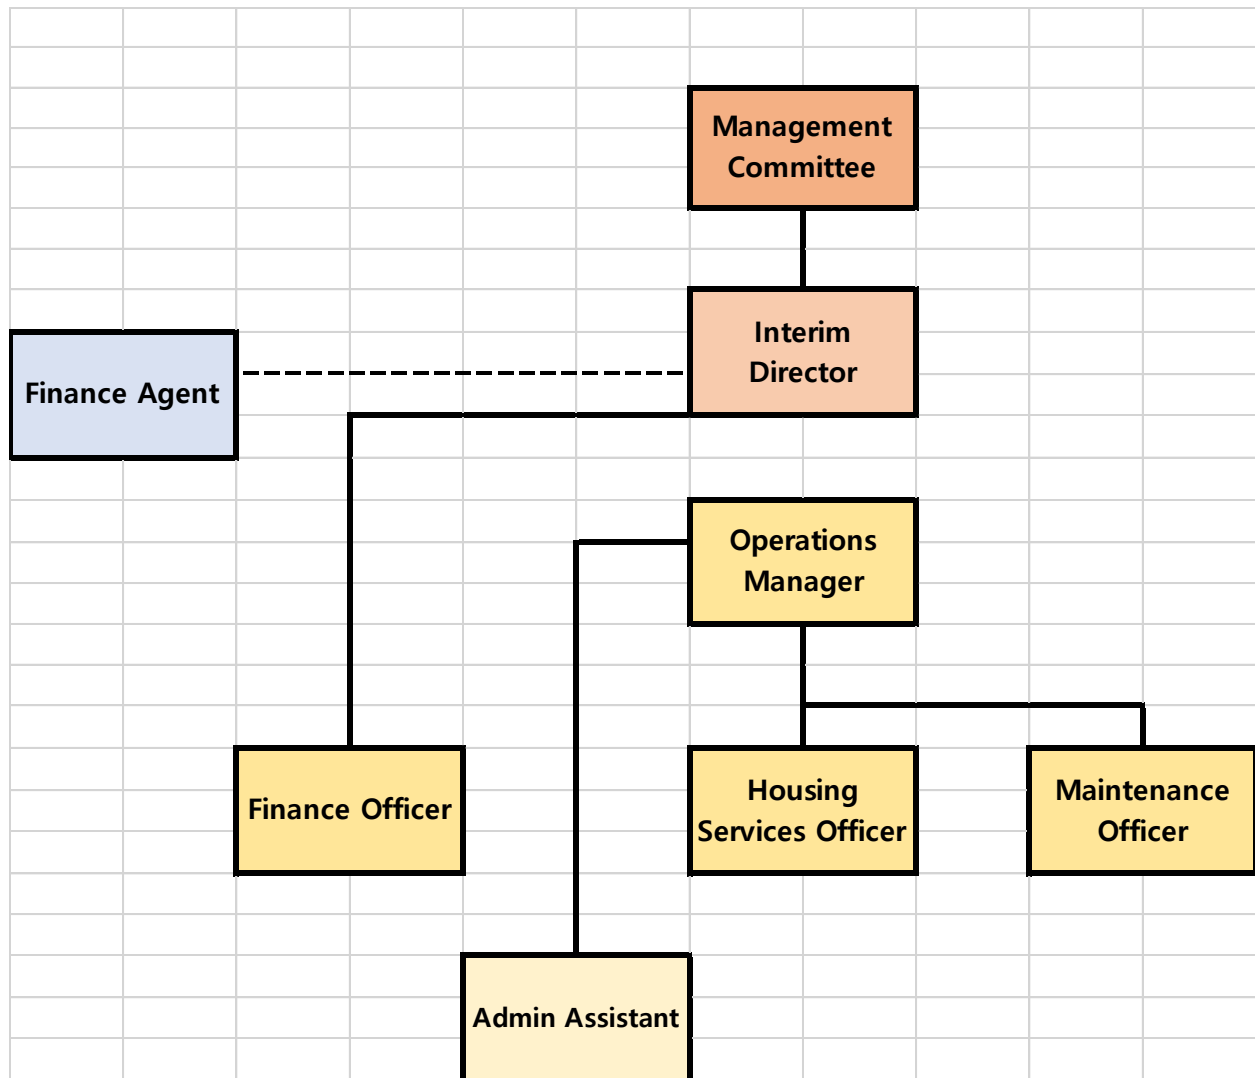 Management
Committee
Interim
Director
Finance Agent
Operations
Manager
Finance Officer
Housing
Services Officer
Maintenance
Officer
Admin Assistant